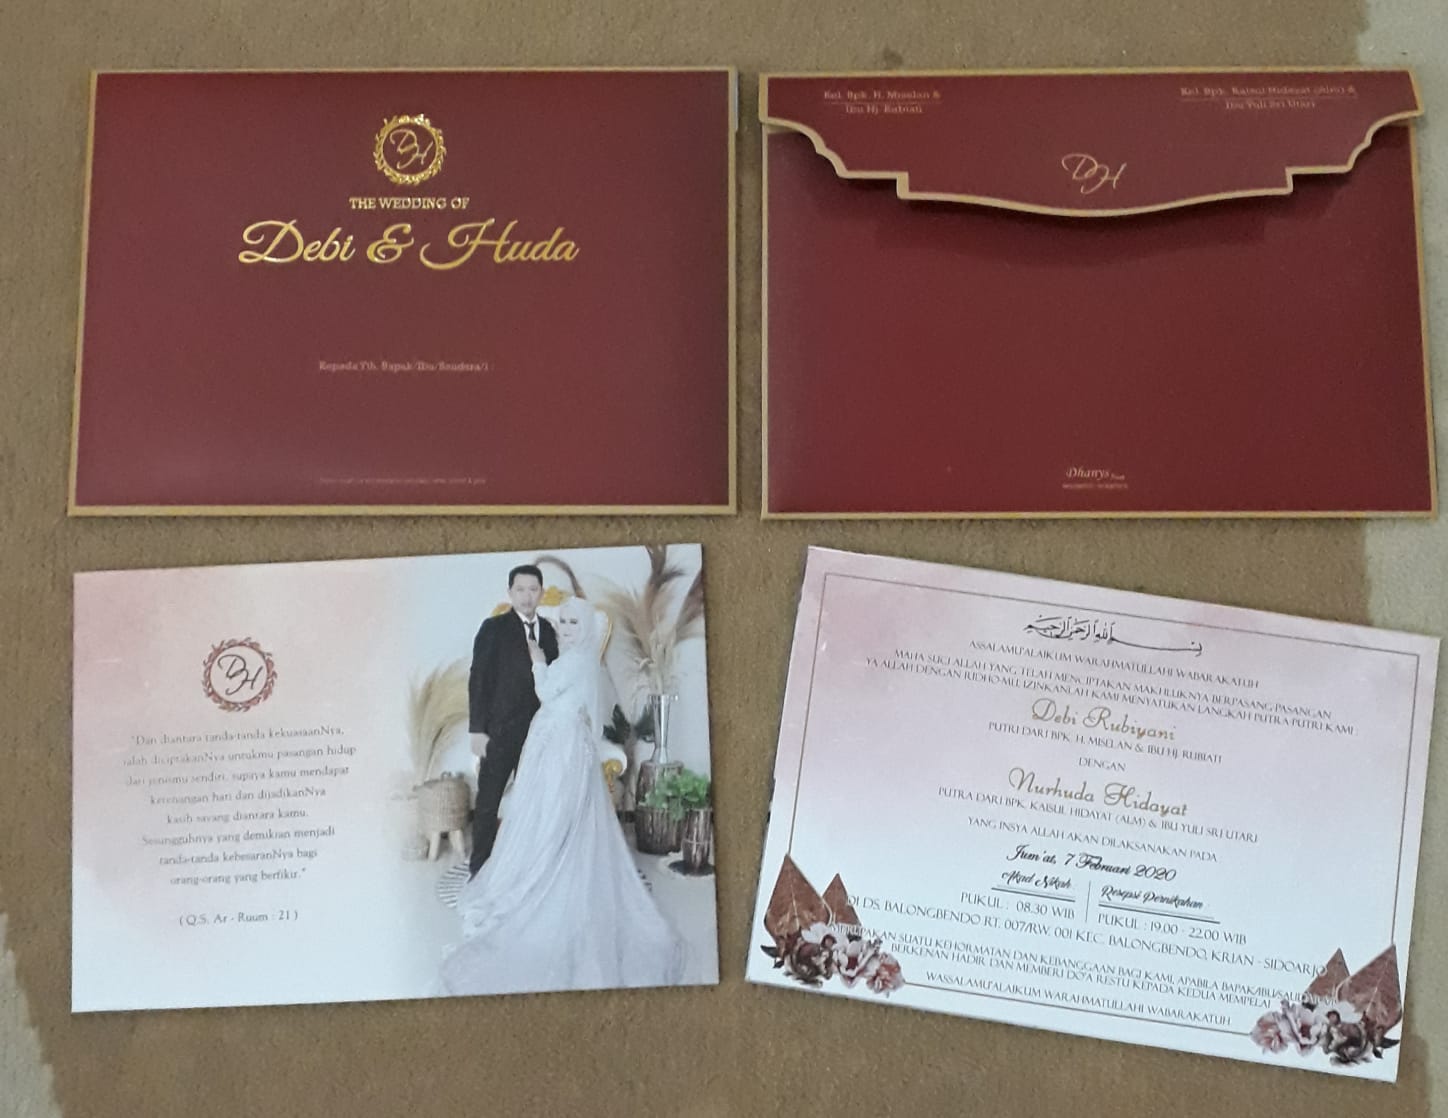 DH
THE WEDDING OF
Debi & Huda
Kepada Yth. Bapak/Ibu/Saudara/i :
Kel. Bpk. H. Miselan &
Ibu Hj. Rubiati
Kel. Bpk. Kaisul Hidayat (Alm) &
Ibu Yuli Sri Utari
DH
Dhanys
DH
"Dan diantara tanda-tanda kekuasaanNya,
ialah diciptakanNya untukmu pasangan hidup
dari jenismu sendiri, supaya kamu mendapat
ketenangan hati dan dijadikanNya
kasih sayang diantara kamu.
Sesungguhnya yang demikian menjadi
tanda-tanda kebesaranNya bagi
orang-orang yang berfikir."
( Q.S. Ar - Ruum : 21 )
بسم الله الرحمن الرحيم
ASSALAMU'ALAIKUM WARAHMATULLAHI WABARAKATUH
MAHA SUCI ALLAH YANG TELAH MENCIPTAKAN MAKHLUKNYA BERPASANG PASANGAN
YA ALLAH DENGAN RIDHO-MU, IZINKANLAH KAMI MENYATUKAN LANGKAH PUTRA-PUTRI KAMI :
Debi Rubiyani
PUTRI DARI BPK. H. MISELAN & IBU HJ. RUBIATI
DENGAN
Nurhuda Hidayat
PUTRA DARI BPK. KAISUL HIDAYAT (ALM) & IBU YULI SRI UTARI
YANG INSYA ALLAH AKAN DILAKSANAKAN PADA
Jum'at, 7 Februari 2020
Akad Nikah
PUKUL : 08.30 WIB
Resepsi Pernikahan
PUKUL : 19.00 - 22.00 WIB
DI DS. BALONGBENDO RT. 007/RW. 001 KEC. BALONGBENDO, KRIAN - SIDOARJO
MERUPAKAN SUATU KEHORMATAN DAN KEBANGGAAN BAGI KAMI, APABILA BAPAK/IBU/SAUDARA/I
BERKENAN HADIR DAN MEMBERI DO'A RESTU KEPADA KEDUA MEMPELAI
WASSALAMU'ALAIKUM WARAHMATULLAHI WABARAKATUH